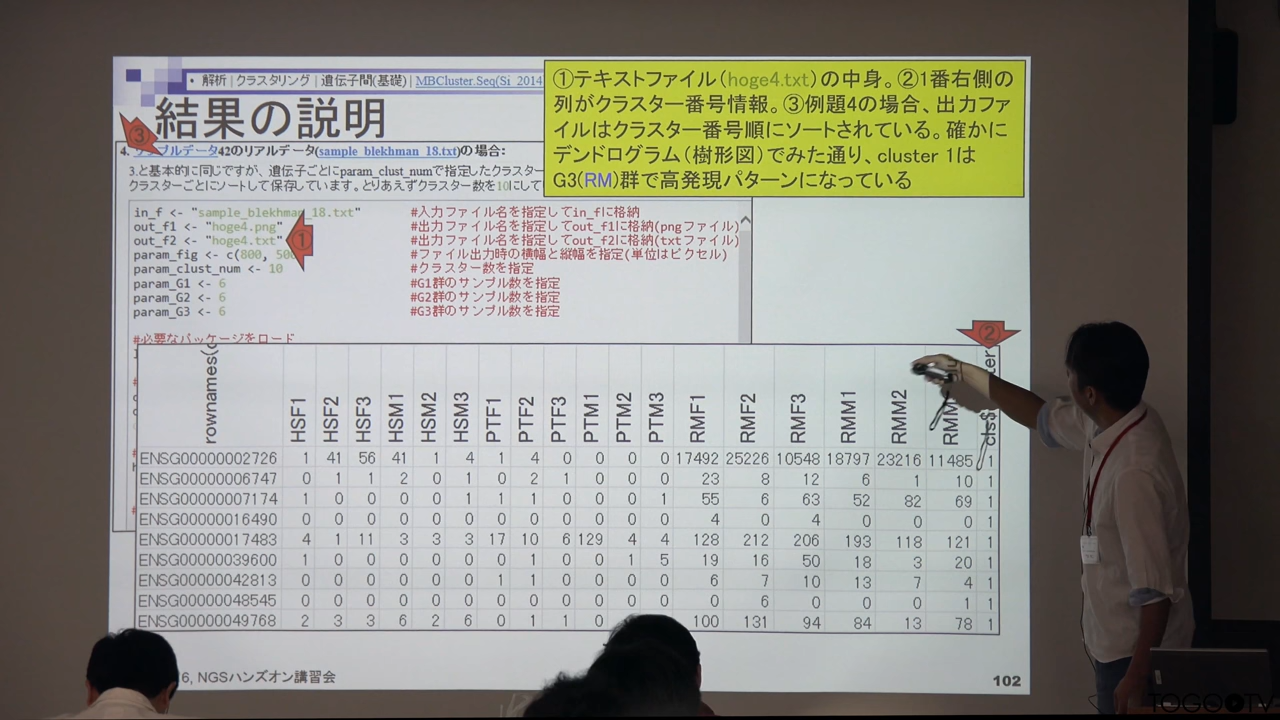 • 解析 | クラスタリング | 遺伝子間(基礎) | MBCluster.Seq(Si_2014
結果の説明
①テキストファイル(hoge4.txt)の中身。②1番右側の
列がクラスター番号情報。③例題4の場合、出力ファ
イルはクラスター番号順にソートされている。確かに
デンドログラム(樹形図)でみた通り、cluster 1は
G3(RM)群で高発現パターンになっている
③
4. サンプルデータ42のリアルデータ(sample_blekhman_18.txt)の場合:
3.と基本的に同じですが、遺伝子ごとにparam_clust_numで指定したクラスター
クラスターごとにソートして保存しています。とりあえずクラスター数を10にして
in_f <- "sample_blekhman_18.txt" #入力ファイル名を指定してin_fに格納
out_f1 <- "hoge4.png" #出力ファイル名を指定してout_f1に格納(pngファイル)
out_f2 <- "hoge4.txt" ① #出力ファイル名を指定してout_f2に格納(txtファイル)
param_fig <- c(800, 500 #ファイル出力時の横幅と縦幅を指定(単位はピクセル)
param_clust_num <- 10 #クラスター数を指定
param_G1 <- 6 #G1群のサンプル数を指定
param_G2 <- 6 #G2群のサンプル数を指定
param_G3 <- 6 #G3群のサンプル数を指定
#必要なパッケージをロード
②
rownames(c HSF1 HSF2 HSF3 HSM1 HSM2 HSM3 PTF1 PTF2 PTF3 PTM1 PTM2 PTM3 RMF1 RMF2 RMF3 RMM1 RMM2 RMM
ENSG00000002726 1 41 56 41 1 4 1 4 0 0 0 0 17492 25226 10548 18797 23216 11485 1
ENSG00000006747 0 1 1 2 0 1 0 2 1 0 0 0 23 8 12 6 1 10 1
ENSG00000007174 1 0 0 0 0 1 1 1 0 0 0 1 55 6 63 52 82 69 1
ENSG00000016490 0 0 0 0 0 0 0 0 0 0 0 0 4 0 4 0 0 0 1
ENSG00000017483 4 1 11 3 3 3 17 10 6 129 4 4 128 212 206 193 118 121 1
ENSG00000039600 1 0 0 0 0 0 0 1 0 0 1 5 19 16 50 18 3 20 1
ENSG00000042813 0 0 0 0 0 0 1 1 0 0 0 0 6 7 10 13 7 4 1
ENSG00000048545 0 0 0 0 0 0 0 0 0 0 0 0 0 6 0 0 0 1 1
ENSG00000049768 2 3 3 6 2 6 0 1 1 0 0 0 100 131 94 84 13 78 1
6, NGSハンズオン講習会
102
TOGOTV